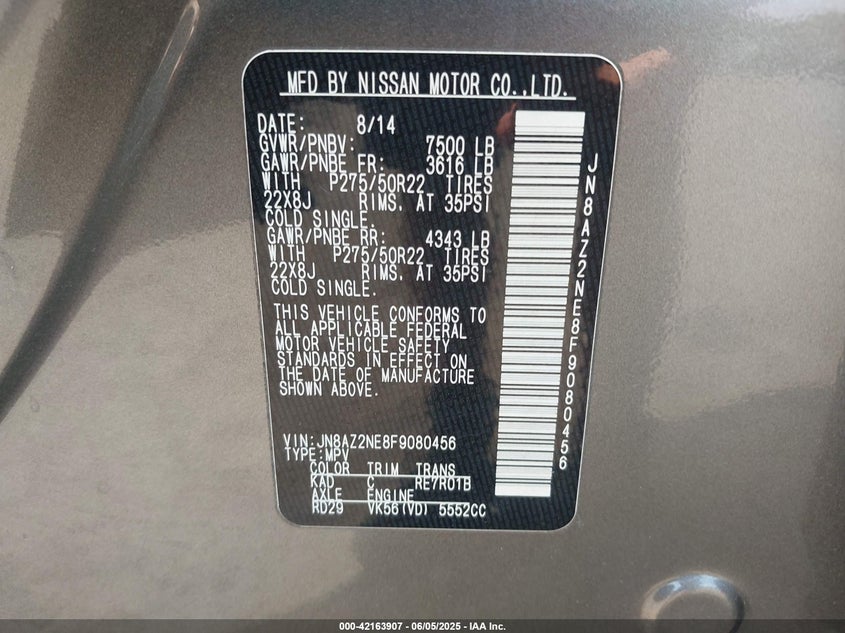 MFD BY NISSAN MOTOR CO.,LTD.
DATE: 8/14
GVWR/PNBV: 7500 LB
GAWR/PNBE FR: 3616 LB
WITH P275/50R22 TIRES
22X8J RIMS. AT 35PSI
COLD SINGLE.
GAWR/PNBE RR: 4343 LB
WITH P275/50R22 TIRES
22X8J RIMS. AT 35PSI
COLD SINGLE.
THIS VEHICLE CONFORMS TO
ALL APPLICABLE FEDERAL
MOTOR VEHICLE SAFETY
STANDARDS IN EFFECT ON
THE DATE OF MANUFACTURE
SHOWN ABOVE.
VIN:JN8AZ2NE8F9080456
TYPE:MPV
COLOR TRIM TRANS
KAD C RE7R01B
AXLE ENGINE
RD29 VK56(VD) 5552CC
JN8AZ2NE8F9080456
000-42163907 - 06/05/2025 - IAA Inc.